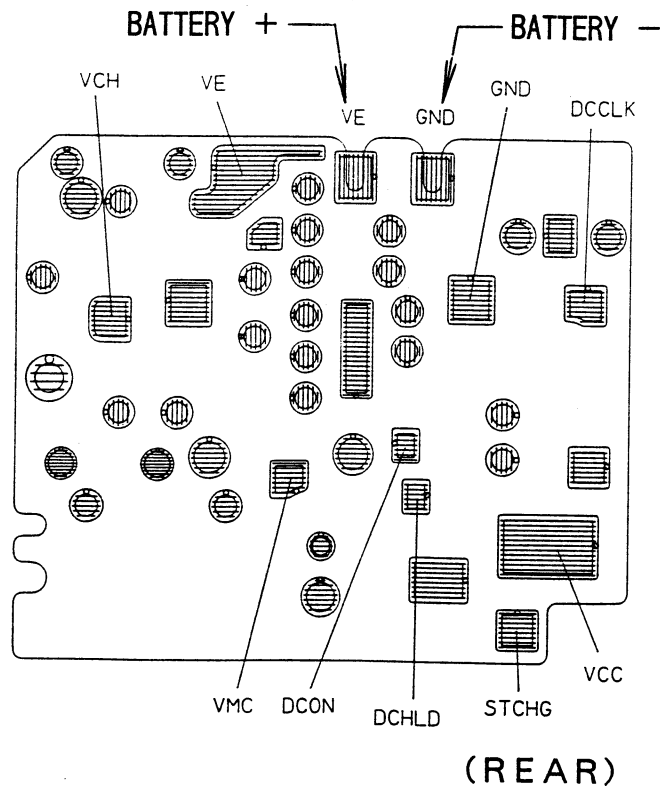 BATTERY + BATTERY -
VCH VE VE GND GND DCCLK
VMC DCON DCHLD STCHG VCC
(REAR)